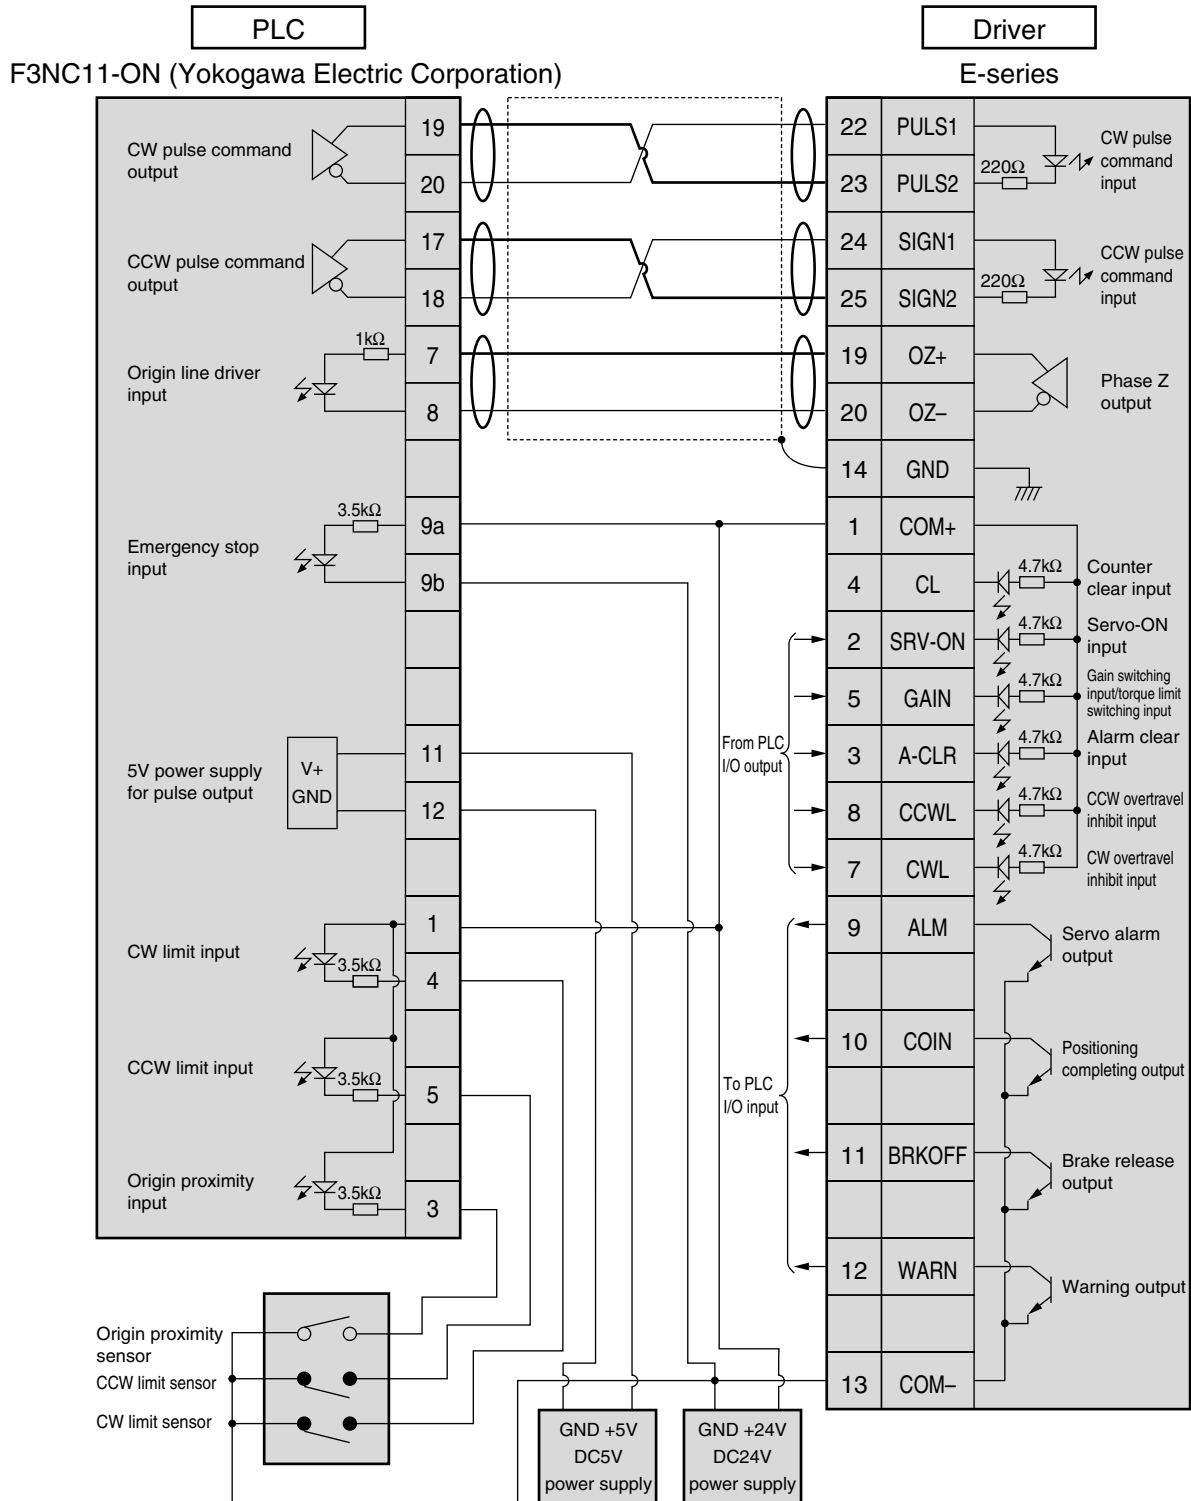 PLC
Driver
F3NC11-ON (Yokogawa Electric Corporation)
E-series
CW pulse command
output
19
20
CCW pulse command
output
17
18
Origin line driver
input
1kΩ
7
8
Emergency stop
input
3.5kΩ
9a
9b
5V power supply
for pulse output
V+
GND
11
12
CW limit input
3.5kΩ
1
4
CCW limit input
3.5kΩ
5
Origin proximity
input
3.5kΩ
3
22 PULS1
23 PULS2
220Ω
CW pulse
command
input
24 SIGN1
25 SIGN2
220Ω
CCW pulse
command
input
19 OZ+
20 OZ–
Phase Z
output
14 GND
1 COM+
4 CL
4.7kΩ
Counter
clear input
2 SRV-ON
4.7kΩ
Servo-ON
input
5 GAIN
4.7kΩ
Gain switching
input/torque limit
switching input
From PLC
I/O output
3 A-CLR
4.7kΩ
Alarm clear
input
8 CCWL
4.7kΩ
CCW overtravel
inhibit input
7 CWL
4.7kΩ
CW overtravel
inhibit input
9 ALM
Servo alarm
output
10 COIN
Positioning
completing output
To PLC
I/O input
11 BRKOFF
Brake release
output
12 WARN
Warning output
13 COM–
Origin proximity
sensor
CCW limit sensor
CW limit sensor
GND +5V
DC5V
power supply
GND +24V
DC24V
power supply